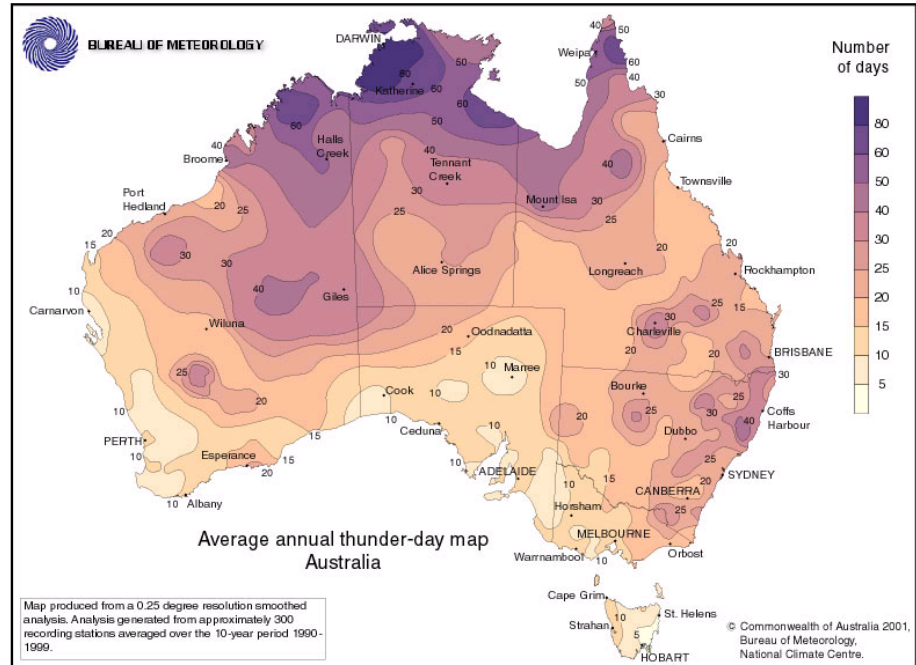 BUREAU OF METEOROLOGY
Average annual thunder-day map
Australia
Number
of days
80
60
50
40
30
25
20
15
10
5
DARWIN
Katherine
Weipa
Cairns
Townsville
Halls
Creek
Broome
Tennant
Creek
Mount Isa
Port
Hedland
Alice Springs
Longreach
Rockhampton
Giles
Carnarvon
Wiluna
Oodnadatta
Charleville
Marree
BRISBANE
Cook
Bourke
Coffs
Harbour
Ceduna
Dubbo
PERTH
Esperance
Albany
ADELAIDE
SYDNEY
CANBERRA
Horsham
MELBOURNE
Warrnambool
Orbost
Cape Grim
St. Helens
Strahan
HOBART
Map produced from a 0.25 degree resolution smoothed
analysis. Analysis generated from approximately 300
recording stations averaged over the 10-year period 1990-
1999.
© Commonwealth of Australia 2001,
Bureau of Meteorology,
National Climate Centre.